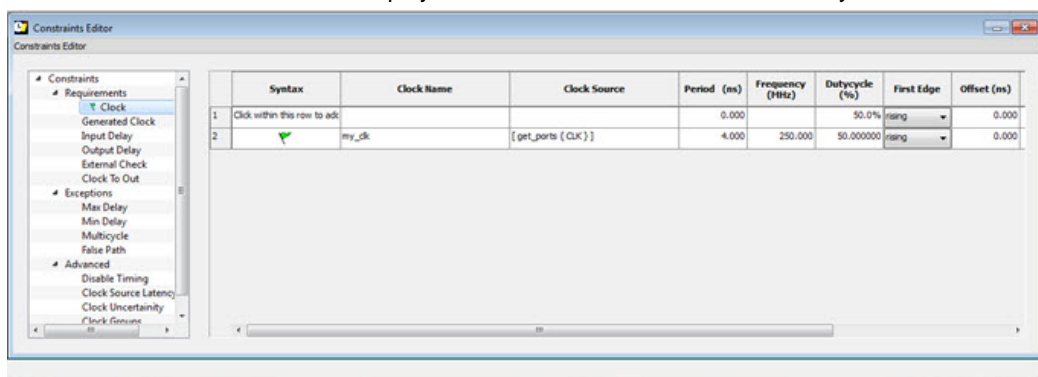 Constraints Editor
Constraints Editor
Constraints
Requirements
Clock
Generated Clock
Input Delay
Output Delay
External Check
Clock To Out
Exceptions
Max Delay
Min Delay
Multicycle
False Path
Advanced
Disable Timing
Clock Source Latency
Clock Uncertainity
Clock Groups
Syntax Clock Name Clock Source Period (ns) Frequency (MHz) Dutycycle (%) First Edge Offset (ns)
1 Click within this row to add 0.000 50.0% rising 0.000
2 my_clk [ get_ports { CLK } ] 4.000 250.000 50.000000 rising 0.000